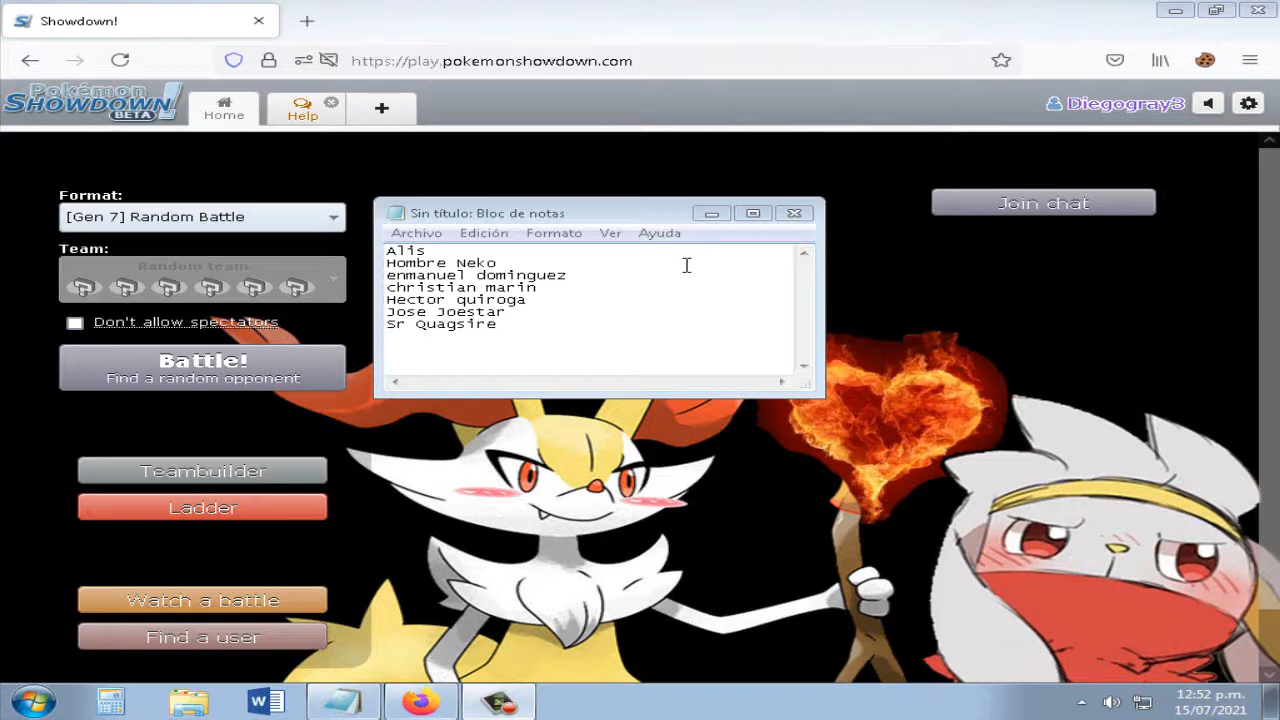 Showdown!
https://play.pokemonshowdown.com
Pokémon
SHOWDOWN!
BETA
Home
Help
Diegogray3
Format:
[Gen 7] Random Battle
Team:
Random team
Don't allow spectators
Battle!
Find a random opponent
Teambuilder
Ladder
Watch a battle
Find a user
Sin título: Bloc de notas
Archivo Edición Formato Ver Ayuda
Alis
Hombre Neko
enmanuel dominguez
christian marin
Hector quiroga
Jose Joestar
Sr Quagsire
Join chat
12:52 p.m.
15/07/2021